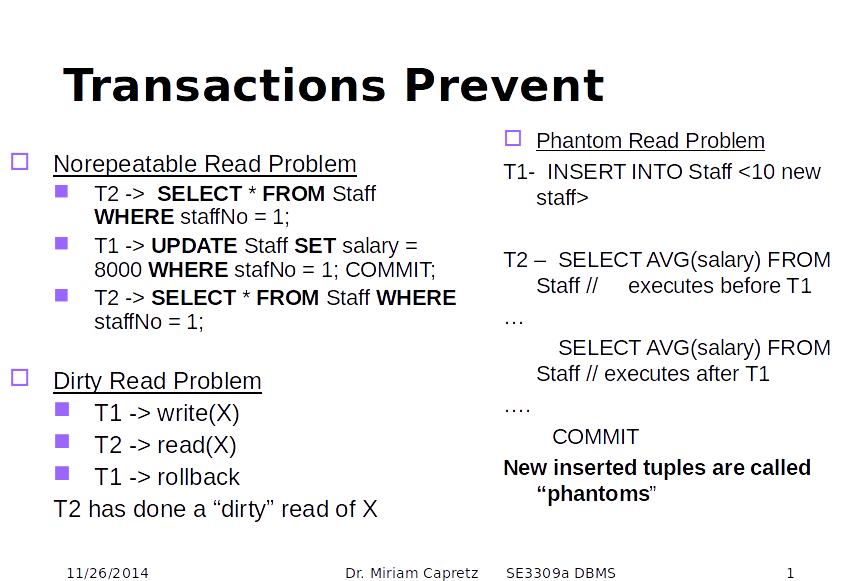 Transactions Prevent
Norepeatable Read Problem
T2 -> SELECT * FROM Staff
WHERE staffNo = 1;
T1 -> UPDATE Staff SET salary =
8000 WHERE stafNo = 1; COMMIT;
T2 -> SELECT * FROM Staff WHERE
staffNo = 1;
Dirty Read Problem
T1 -> write(X)
T2 -> read(X)
T1 -> rollback
T2 has done a “dirty” read of X
Phantom Read Problem
T1- INSERT INTO Staff <10 new
staff>
T2 – SELECT AVG(salary) FROM
Staff // executes before T1
…
SELECT AVG(salary) FROM
Staff // executes after T1
….
COMMIT
New inserted tuples are called
“phantoms”
11/26/2014 Dr. Miriam Capretz SE3309a DBMS 1